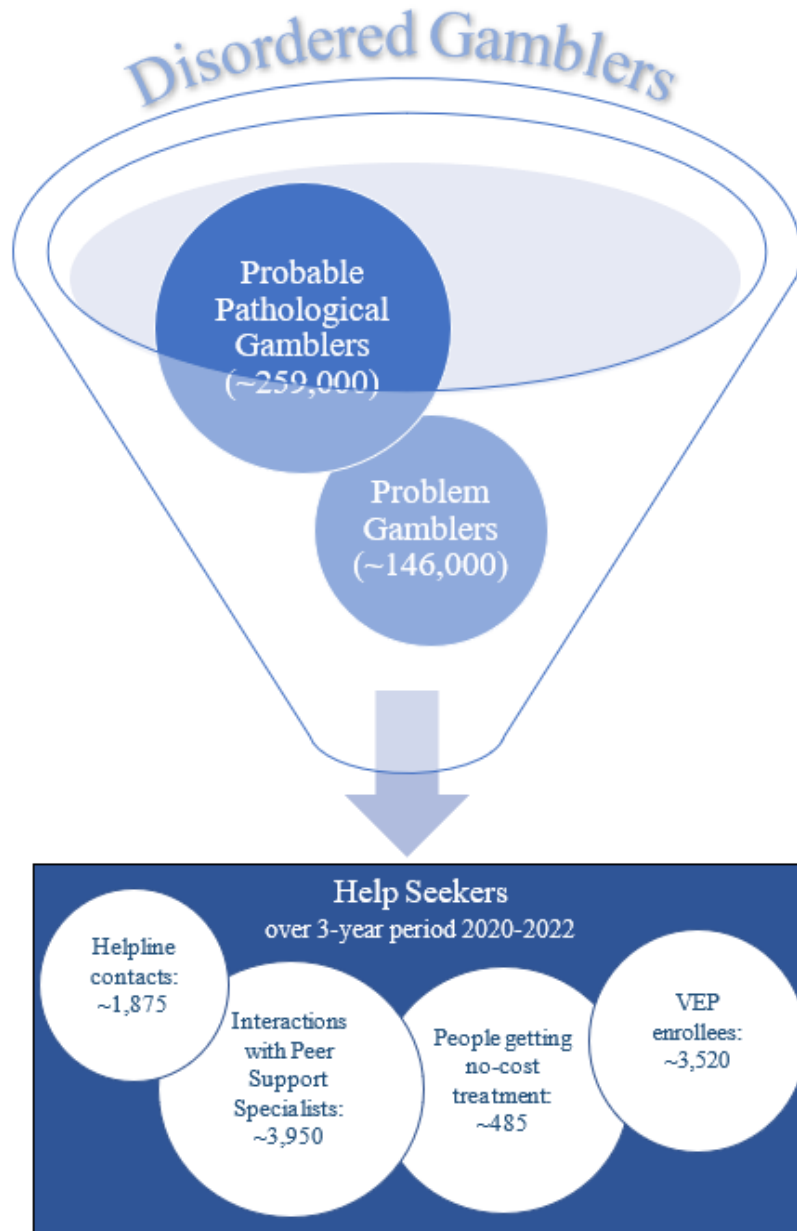 Disordered Gamblers
Probable
Pathological
Gamblers
(~259,000)
Problem
Gamblers
(~146,000)
Help Seekers
over 3-year period 2020-2022
Helpline
contacts:
~1,875
Interactions
with Peer
Support
Specialists:
~3,950
People getting
no-cost
treatment:
~485
VEP
enrollees:
~3,520